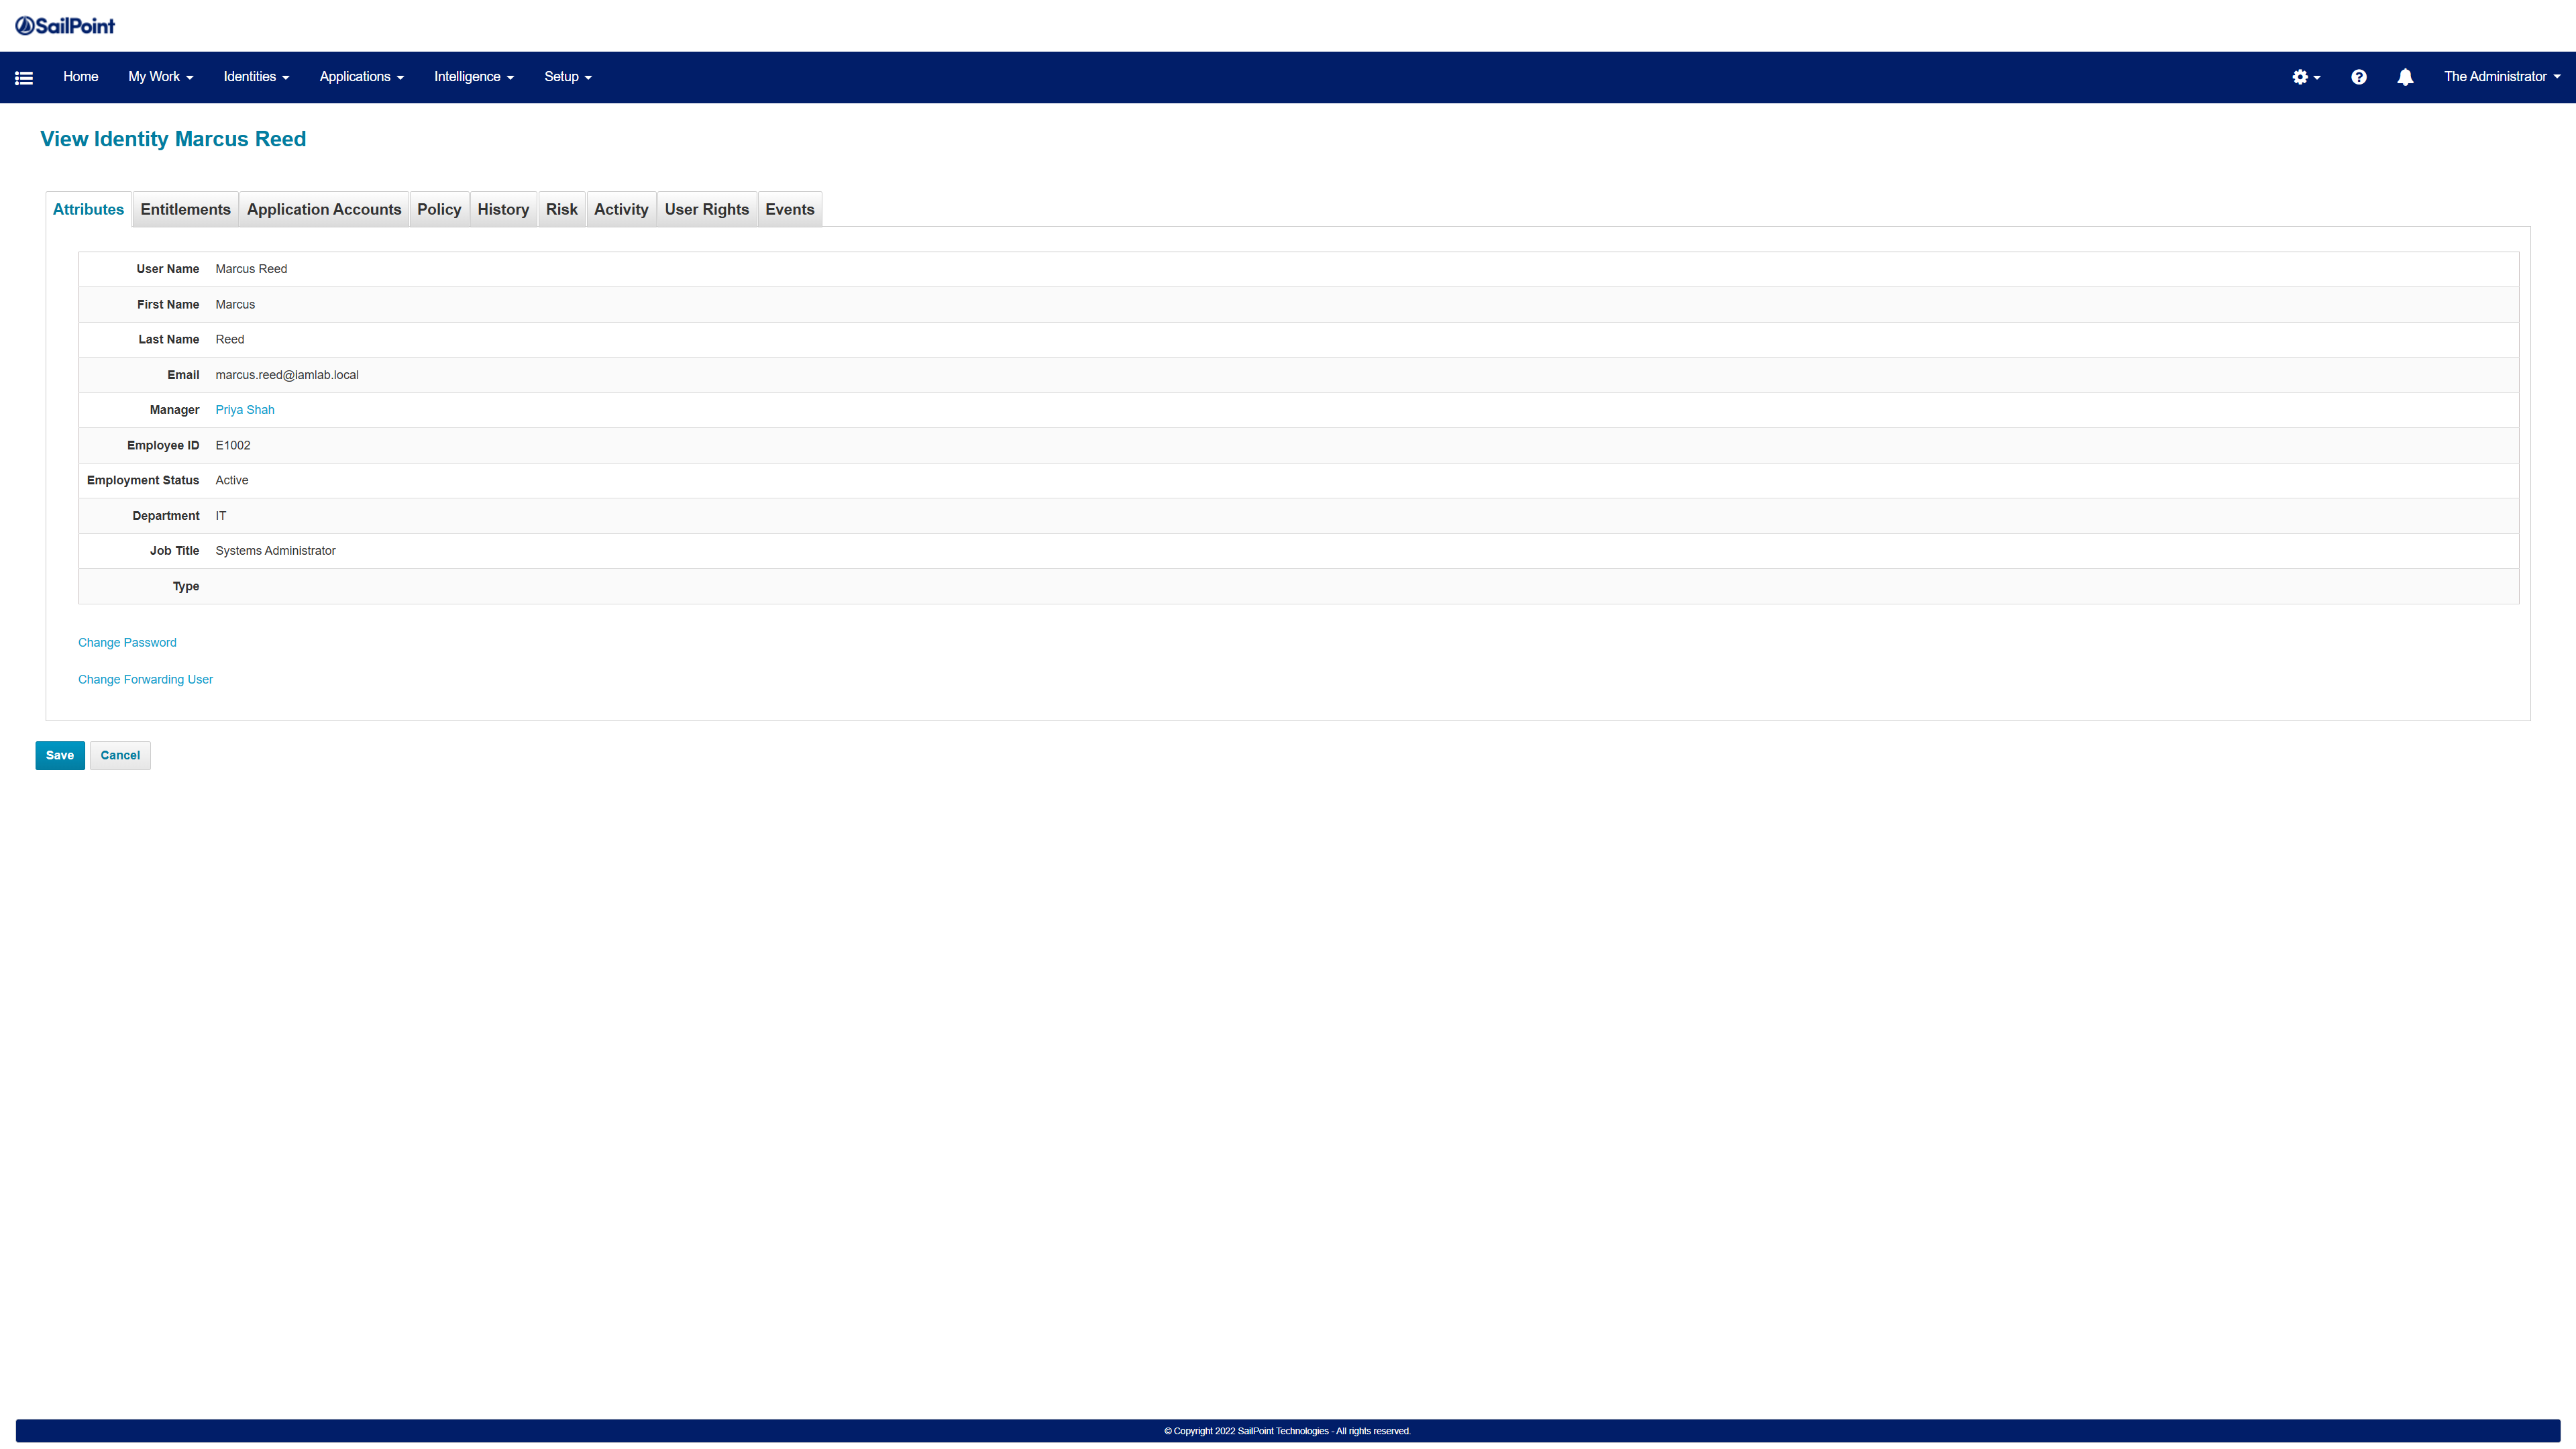 SailPoint
Home My Work Identities Applications Intelligence Setup The Administrator
View Identity Marcus Reed
Attributes Entitlements Application Accounts Policy History Risk Activity User Rights Events
User Name Marcus Reed
First Name Marcus
Last Name Reed
Email marcus.reed@iamlab.local
Manager Priya Shah
Employee ID E1002
Employment Status Active
Department IT
Job Title Systems Administrator
Type
Change Password
Change Forwarding User
Save Cancel
© Copyright 2022 SailPoint Technologies - All rights reserved.